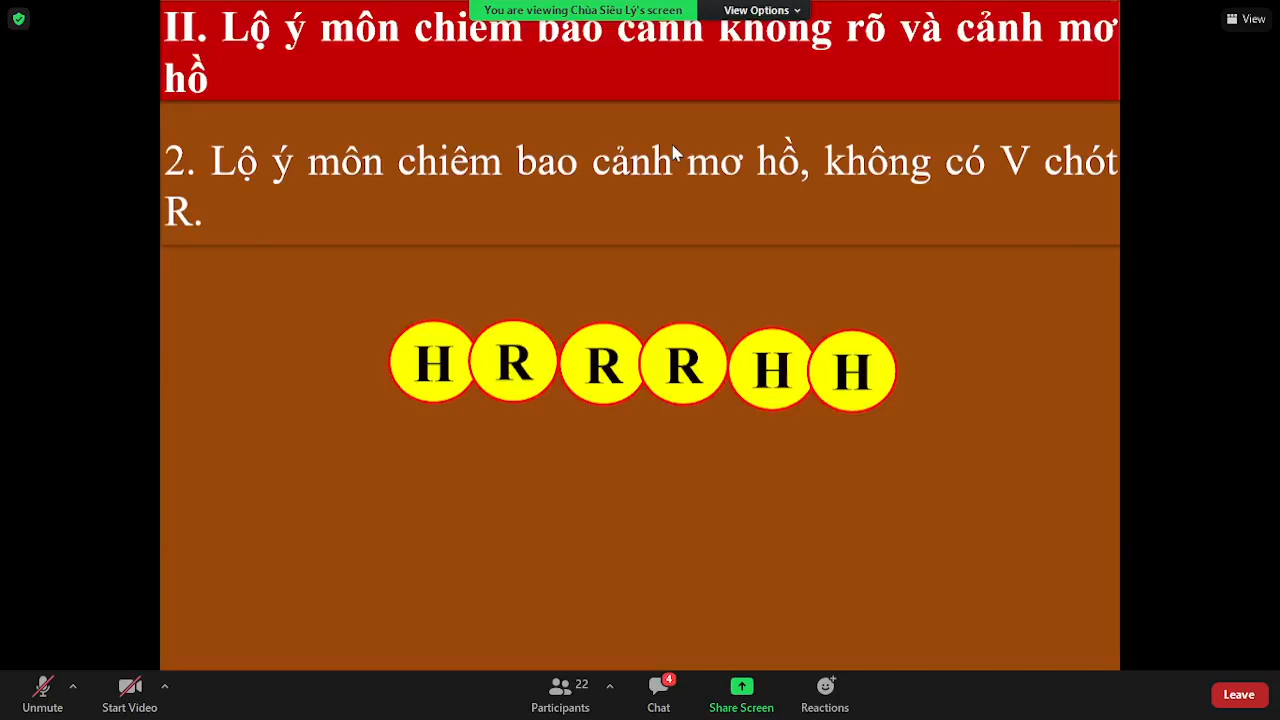 You are viewing Chùa Siêu Lý's screen
View Options
View
II. Lộ ý môn chiêm bao cảnh không rõ và cảnh mơ
hồ
2. Lộ ý môn chiêm bao cảnh mơ hồ, không có V chót
R.
H R R R H H
22
4
Unmute
Start Video
Participants
Chat
Share Screen
Reactions
Leave